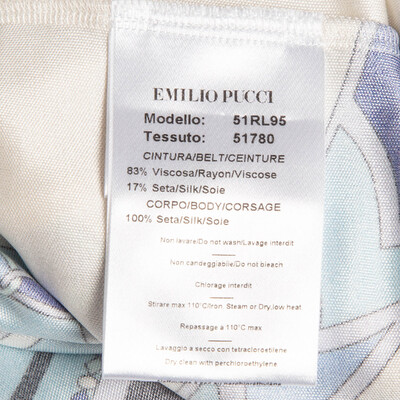 EMILIO PUCCI
Modello: 51RL95
Tessuto: 51780
CINTURA/BELT/CEINTURE
83% Viscosa/Rayon/Viscose
17% Seta/Silk/Soie
CORPO/BODY/CORSAGE
100% Seta/Silk/Soie
Non lavare/Do not wash/Lavage interdit
Non candeggiabile/Do not bleach
Chlorage interdit
Stirare max 110°C/Iron, Steam or Dry, low heat
Repassage a 110°C max
Lavaggio a secco con tetracloroetilene
Dry clean with perchloroethylene